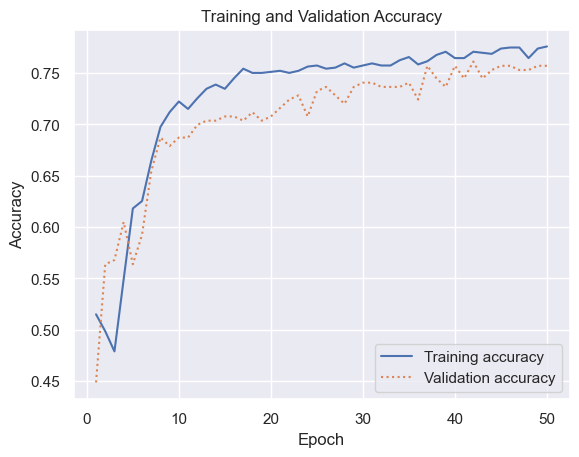 Training and Validation Accuracy
Accuracy
0.75
0.70
0.65
0.60
0.55
0.50
0.45
Training accuracy
Validation accuracy
0
10
20
30
40
50
Epoch